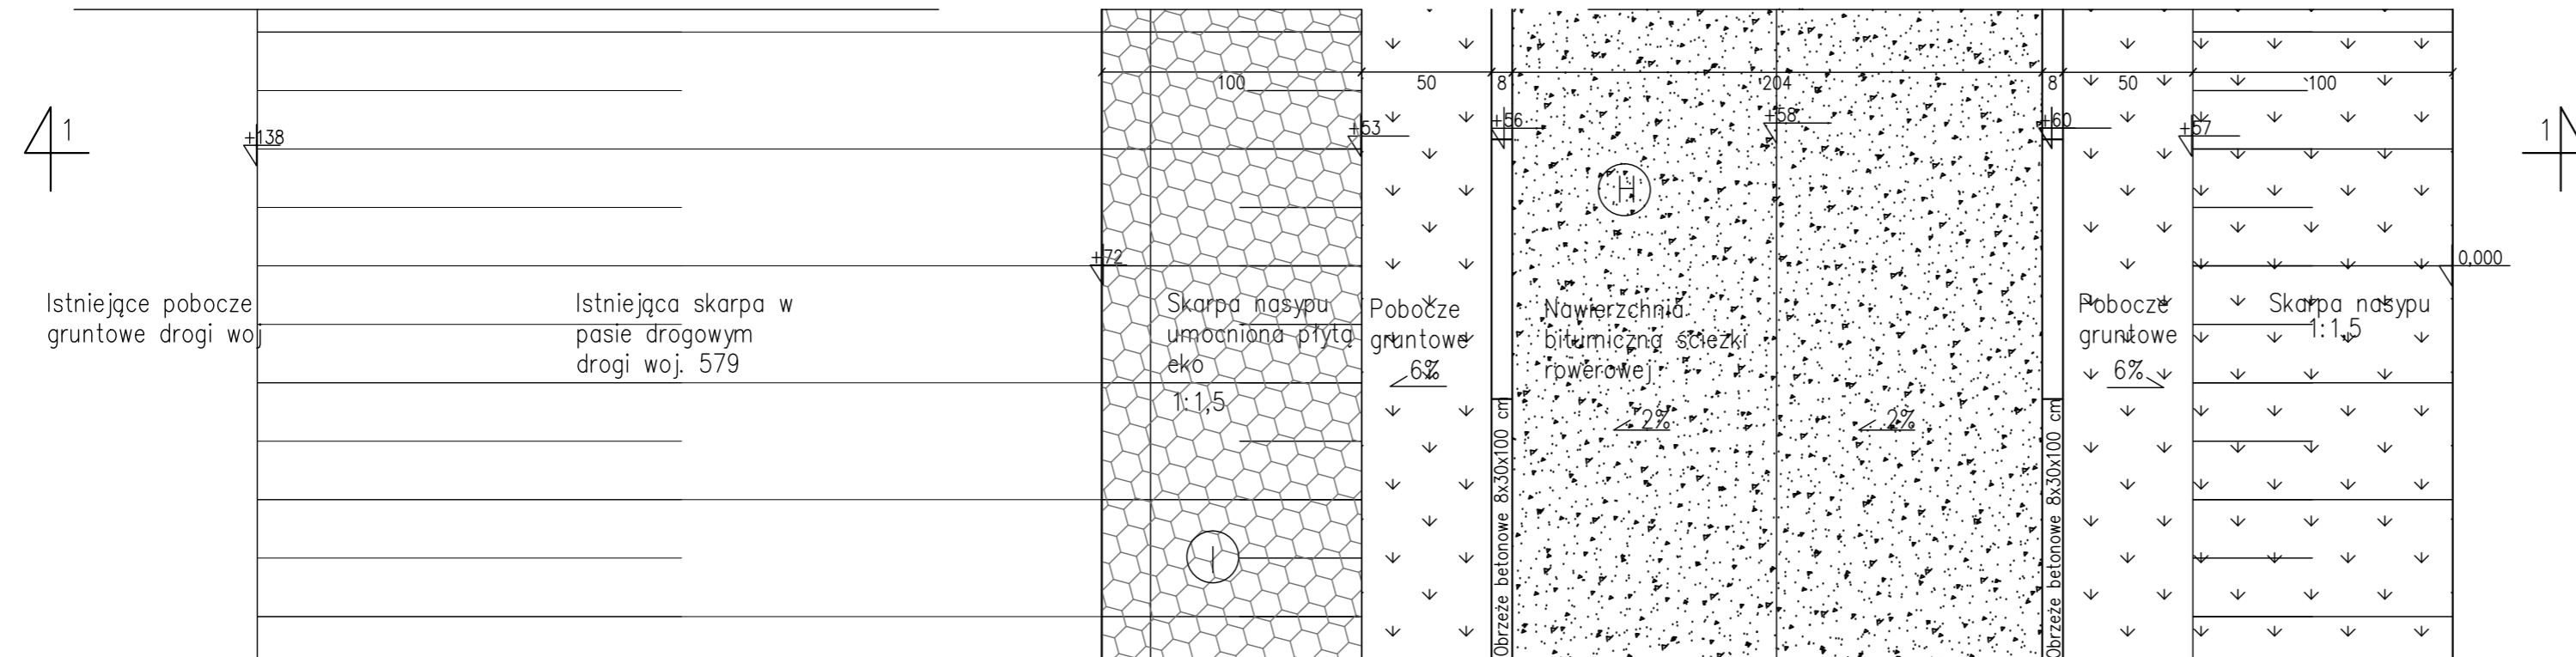 100
50
8
204
8
50
100
1
+138
+53
+56
+58
+60
+57
1
H
+72
0,000
Istniejące pobocze
gruntowe drogi woj
Istniejąca skarpa w
pasie drogowym
drogi woj. 579
Skarpa nasypu
umocniona płytą
eko
1:1,5
Pobocze
gruntowe
6%
Nawierzchnia
bitumiczna ścieżki
rowerowej
2%
2%
Pobocze
gruntowe
6%
Skarpa nasypu
1:1,5
Obrzeże betonowe 8x30x100 cm
Obrzeże betonowe 8x30x100 cm
I